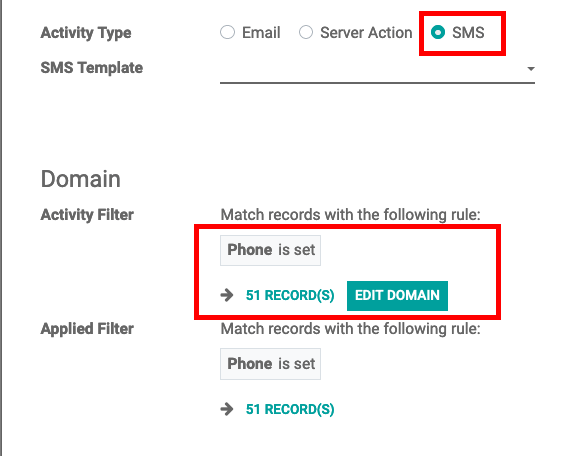 Activity Type Email Server Action SMS
SMS Template
Domain
Activity Filter Match records with the following rule:
Phone is set
51 RECORD(S) EDIT DOMAIN
Applied Filter Match records with the following rule:
Phone is set
51 RECORD(S)